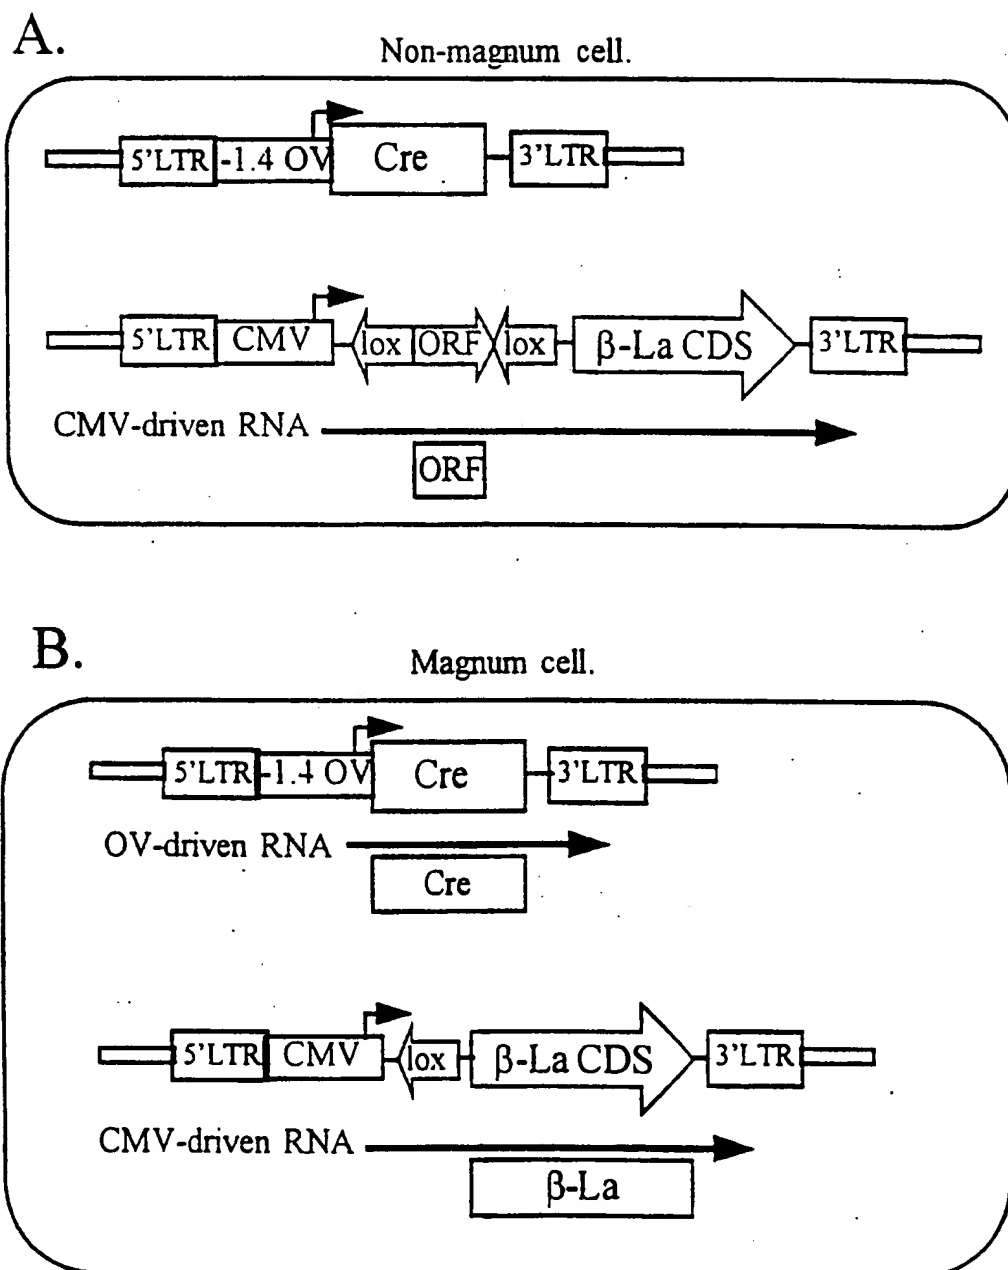 A.
Non-magnum cell.
5'LTR -1.4 OV Cre 3'LTR
5'LTR CMV lox ORF lox β-La CDS 3'LTR
CMV-driven RNA
ORF
B.
Magnum cell.
5'LTR -1.4 OV Cre 3'LTR
OV-driven RNA
Cre
5'LTR CMV lox β-La CDS 3'LTR
CMV-driven RNA
β-La